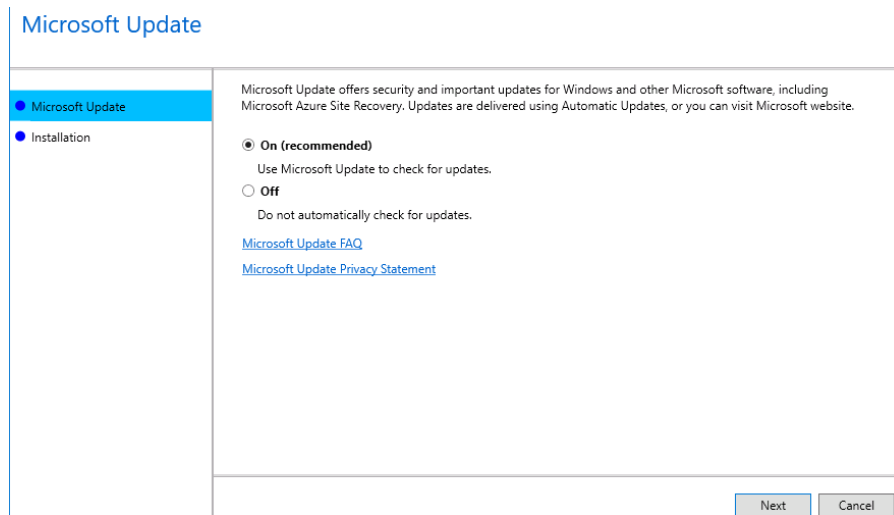 Microsoft Update
Microsoft Update
Installation
Microsoft Update offers security and important updates for Windows and other Microsoft software, including
Microsoft Azure Site Recovery. Updates are delivered using Automatic Updates, or you can visit Microsoft website.
On (recommended)
Use Microsoft Update to check for updates.
Off
Do not automatically check for updates.
Microsoft Update FAQ
Microsoft Update Privacy Statement
Next
Cancel